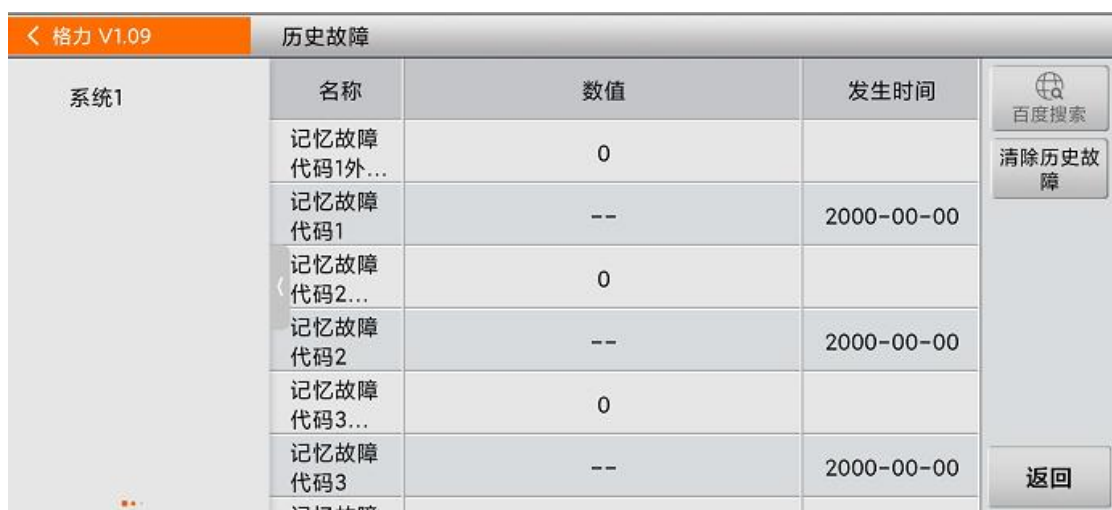 格力 V1.09
历史故障
系统1
名称
数值
发生时间
百度搜索
清除历史故
障
记忆故障
代码1外...
0
记忆故障
代码1
--
2000-00-00
记忆故障
代码2...
0
记忆故障
代码2
--
2000-00-00
记忆故障
代码3...
0
记忆故障
代码3
--
2000-00-00
返回